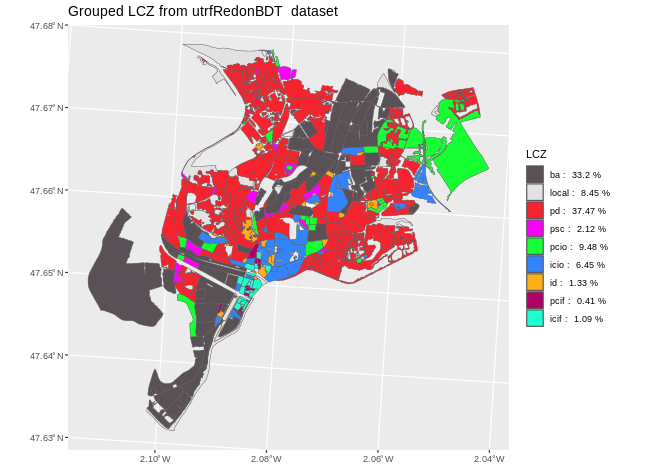 Grouped LCZ from utrfRedonBDT dataset
47.68°N
47.67°N
47.66°N
47.65°N
47.64°N
47.63°N
2.10°W
2.08°W
2.06°W
2.04°W
LCZ
ba : 33.2 %
local : 8.45 %
pd : 37.47 %
psc : 2.12 %
pcio : 9.48 %
icio : 6.45 %
id : 1.33 %
pcif : 0.41 %
icif : 1.09 %